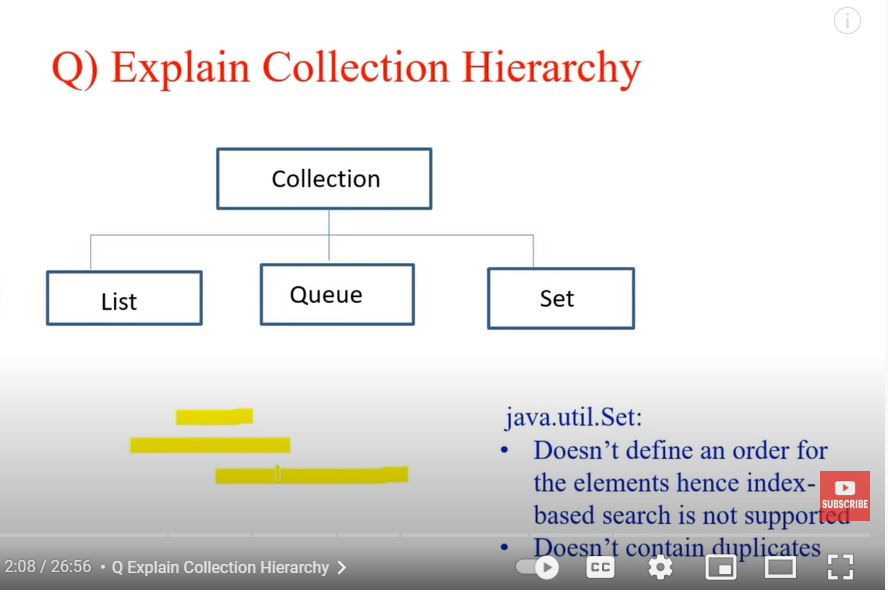 Q) Explain Collection Hierarchy
Collection
List
Queue
Set
java.util.Set:
• Doesn’t define an order for
the elements hence index-
based search is not supported
• Doesn’t contain duplicates
SUBSCRIBE
2:08 / 26:56 • Q Explain Collection Hierarchy
CC